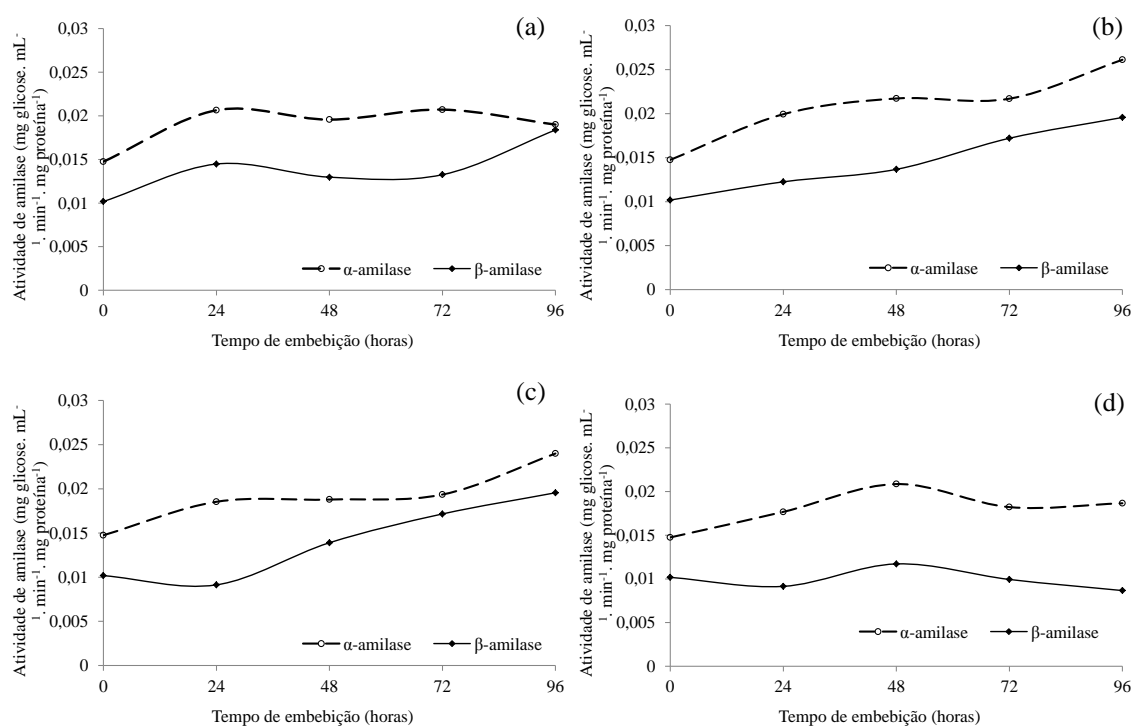 (a)
Atividade de amilase (mg glicose. mL-
1. min-1. mg proteína-1)
0,03
0,025
0,02
0,015
0,01
0,005
0
α-amilase β-amilase
0 24 48 72 96
Tempo de embebição (horas)
(b)
Atividade de amilase (mg glicose. mL-
1. min-1. mg proteína-1)
0,03
0,025
0,02
0,015
0,01
0,005
0
α-amilase β-amilase
0 24 48 72 96
Tempo de embebição (horas)
(c)
Atividade de amilase (mg glicose. mL-
1. min-1. mg proteína-1)
0,03
0,025
0,02
0,015
0,01
0,005
0
α-amilase β-amilase
0 24 48 72 96
Tempo de embebição (horas)
(d)
Atividade de amilase (mg glicose. mL-
1. min-1. mg proteína-1)
0,03
0,025
0,02
0,015
0,01
0,005
0
α-amilase β-amilase
0 24 48 72 96
Tempo de embebição (horas)